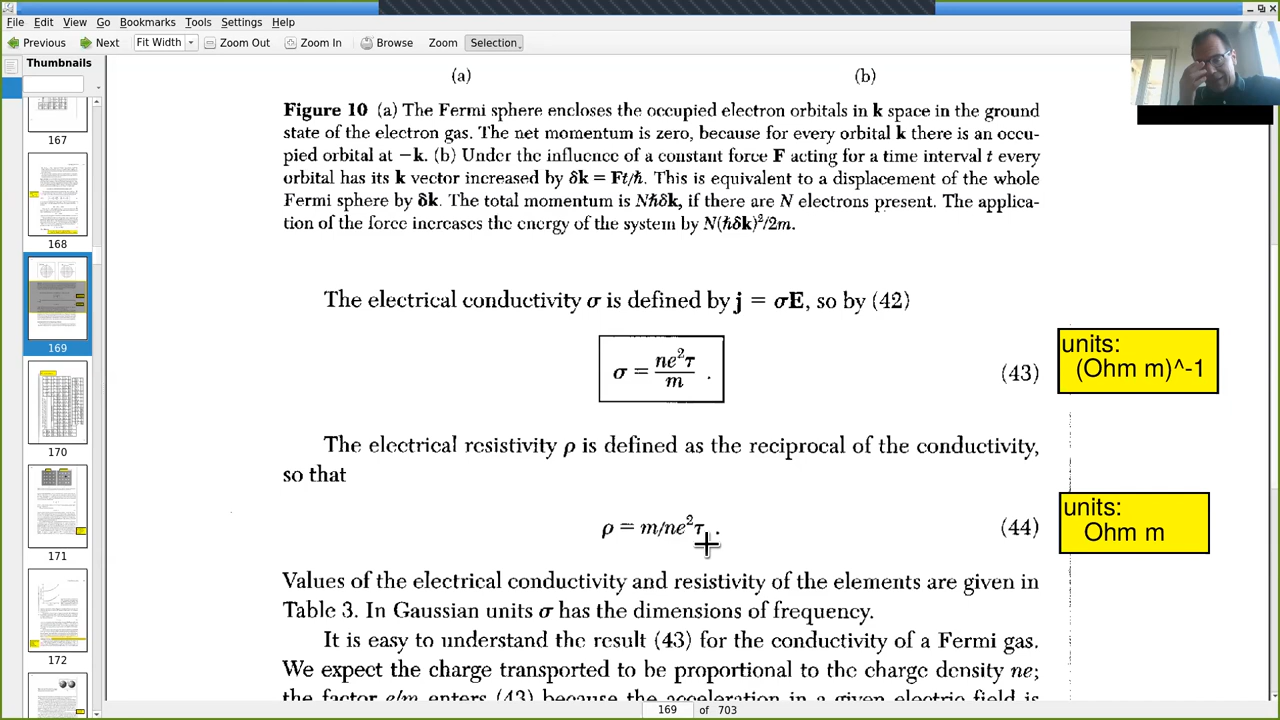 File Edit View Go Bookmarks Tools Settings Help
Previous Next Fit Width Zoom Out Zoom In Browse Zoom Selection
Thumbnails
167
168
169
170
171
172
(a) (b)
Figure 10 (a) The Fermi sphere encloses the occupied electron orbitals in k space in the ground
state of the electron gas. The net momentum is zero, because for every orbital k there is an occu-
pied orbital at −k. (b) Under the influence of a constant force F acting for a time interval t every
orbital has its k vector increased by δk = Ft/ℏ. This is equivalent to a displacement of the whole
Fermi sphere by δk. The total momentum is Nℏδk, if there are N electrons present. The applica-
tion of the force increases the energy of the system by N(ℏδk)²/2m.
The electrical conductivity σ is defined by j = σE, so by (42)
σ = ne²τ/m . (43)
units:
(Ohm m)^-1
The electrical resistivity ρ is defined as the reciprocal of the conductivity,
so that
ρ = m/ne²τ . (44)
units:
Ohm m
Values of the electrical conductivity and resistivity of the elements are given in
Table 3. In Gaussian units σ has the dimensions of frequency.
It is easy to understand the result (43) for the conductivity of a Fermi gas.
We expect the charge transported to be proportional to the charge density ne;
169 of 703